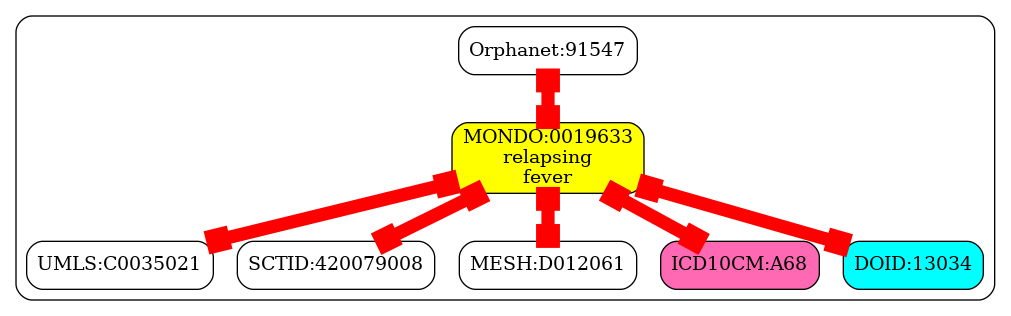 Orphanet:91547
MONDO:0019633
relapsing
fever
UMLS:C0035021
SCTID:420079008
MESH:D012061
ICD10CM:A68
DOID:13034